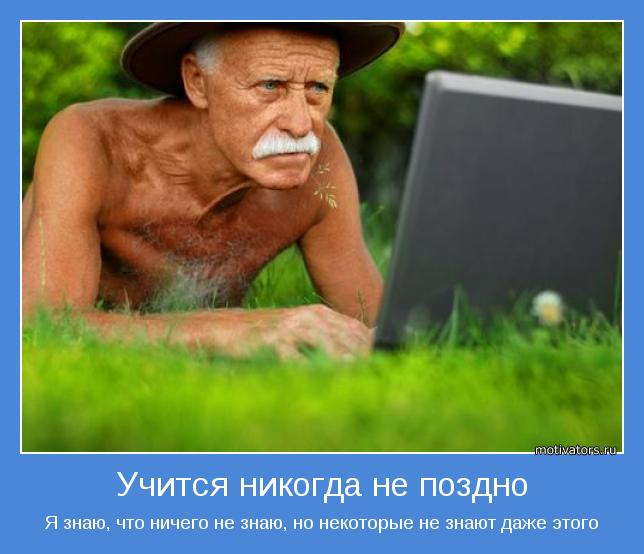 motivators.ru
Учится никогда не поздно
Я знаю, что ничего не знаю, но некоторые не знают даже этого